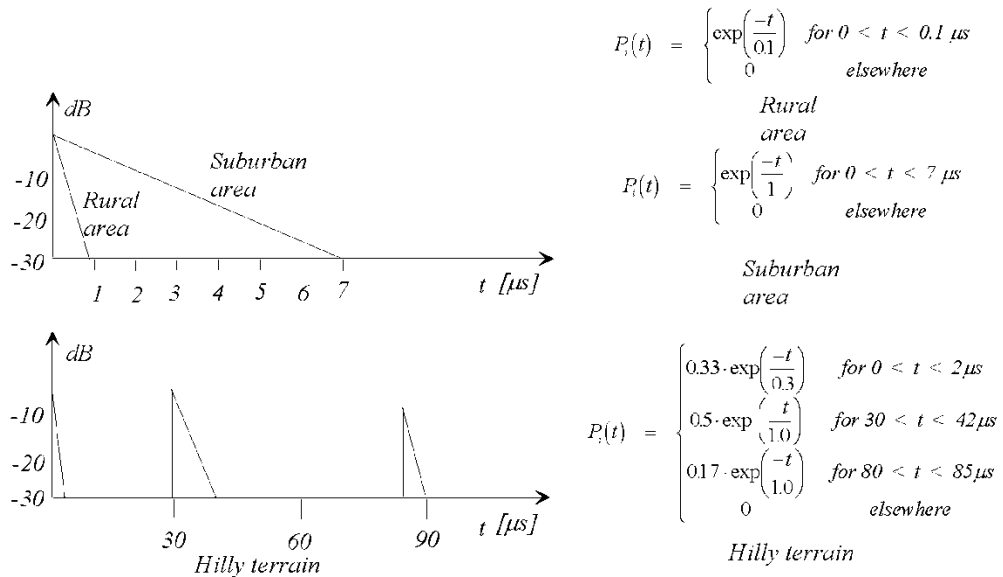 dB
-10
-20
-30
Rural
area
Suburban
area
1 2 3 4 5 6 7
t [μs]
P_i(t) = { exp(-t/0.1) for 0 < t < 0.1 μs
0 elsewhere
Rural
area
P_i(t) = { exp(-t/1) for 0 < t < 7 μs
0 elsewhere
Suburban
area
dB
-10
-20
-30
30 60 90
t [μs]
Hilly terrain
P_i(t) = { 0.33·exp(-t/0.3) for 0 < t < 2μs
0.5·exp(t/1.0) for 30 < t < 42μs
0.17·exp(-t/1.0) for 80 < t < 85μs
0 elsewhere
Hilly terrain